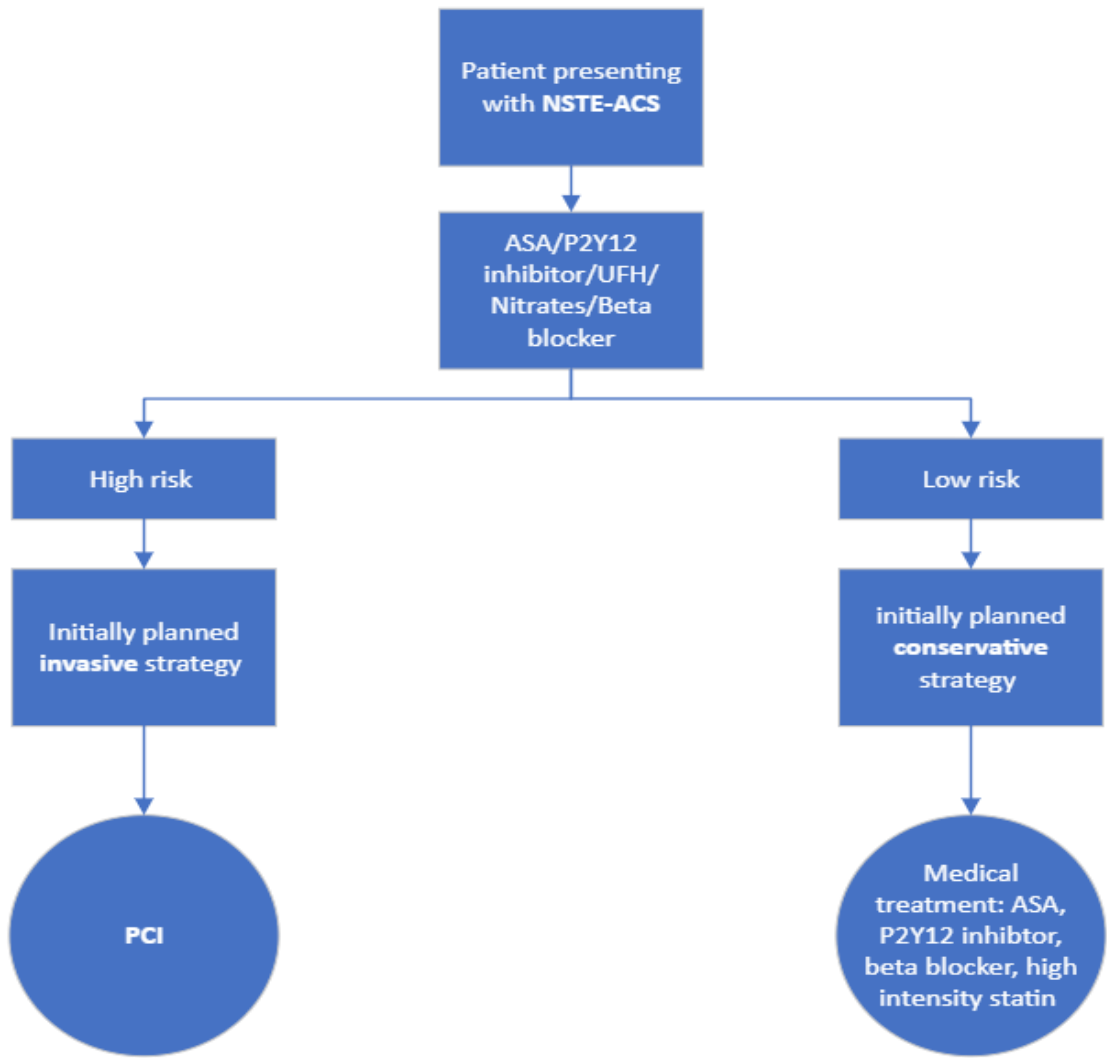 Patient presenting
with NSTE-ACS
ASA/P2Y12
inhibitor/UFH/
Nitrates/Beta
blocker
High risk
Low risk
Initially planned
invasive strategy
initially planned
conservative
strategy
PCI
Medical
treatment: ASA,
P2Y12 inhibtor,
beta blocker, high
intensity statin